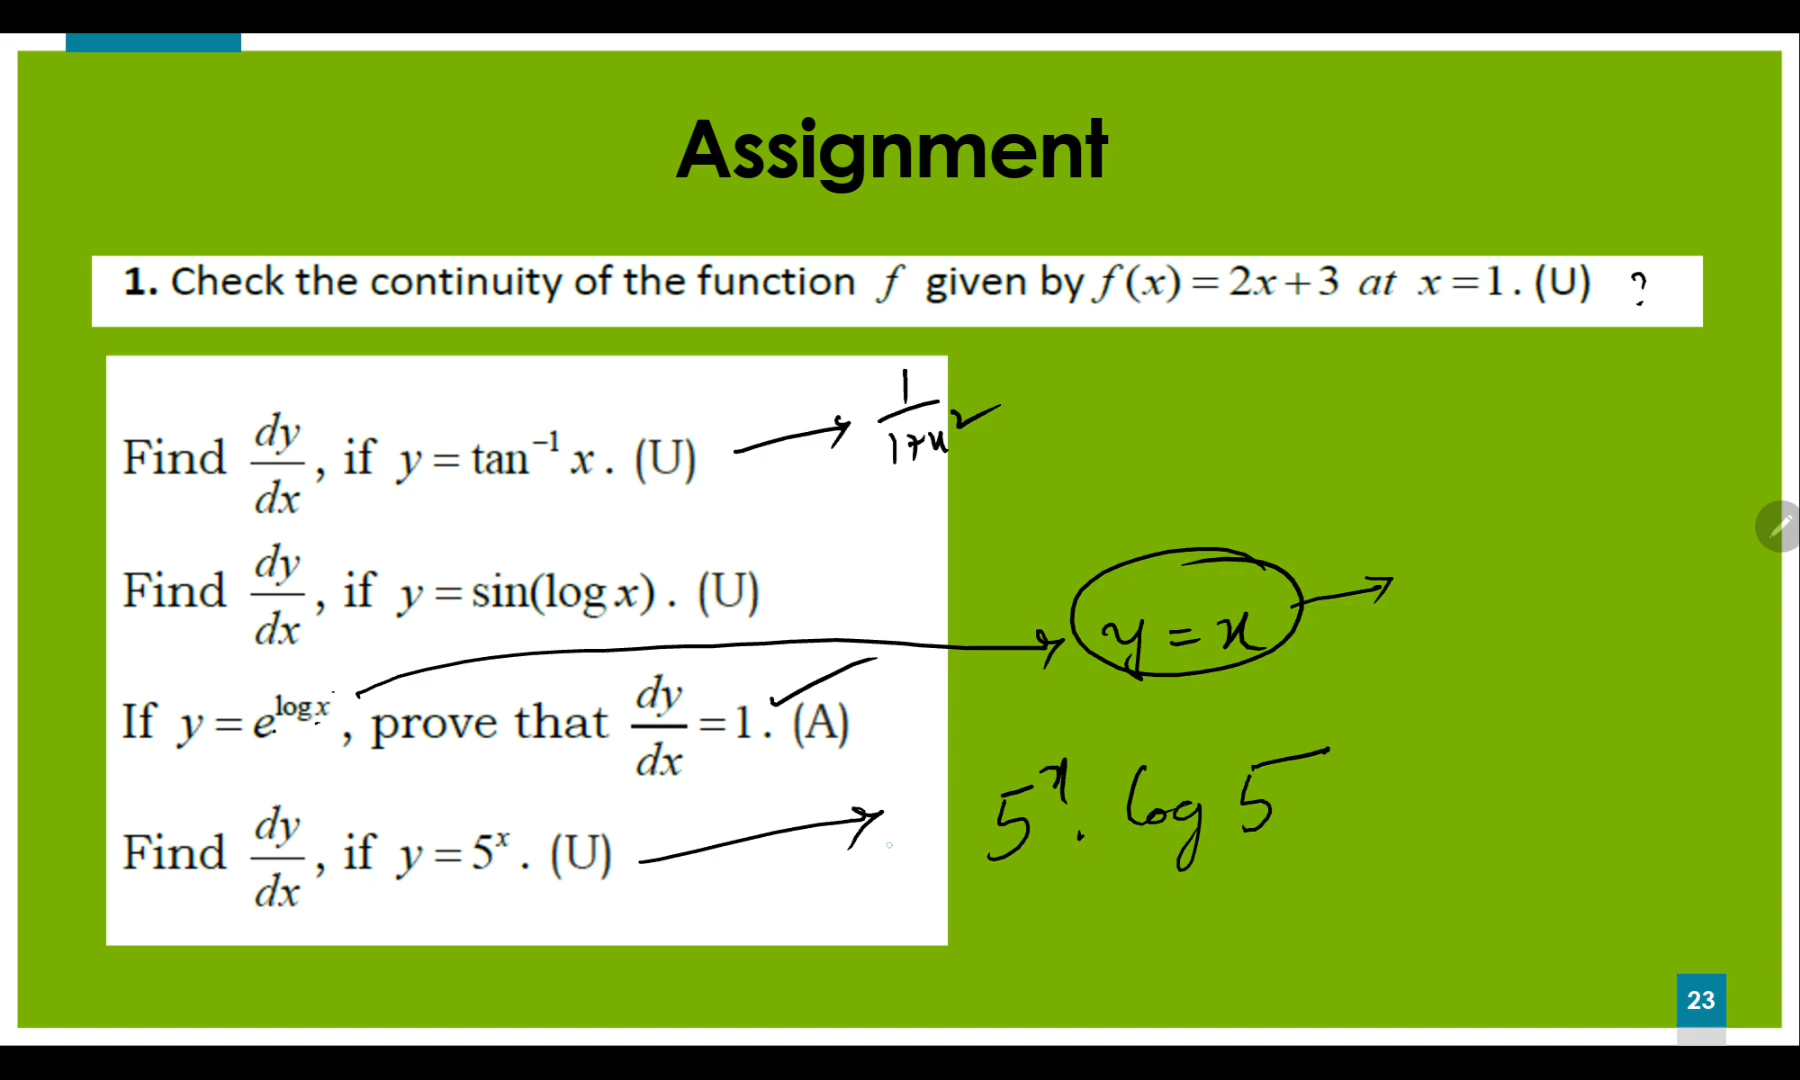 Assignment
1. Check the continuity of the function f given by f(x) = 2x+3 at x=1. (U) ?
Find dy/dx, if y = tan⁻¹ x. (U) → 1/(1+x²)
Find dy/dx, if y = sin(log x). (U)
y = x
If y = e^(log x), prove that dy/dx = 1. (A)
Find dy/dx, if y = 5ˣ. (U) → 5ˣ. log 5
23